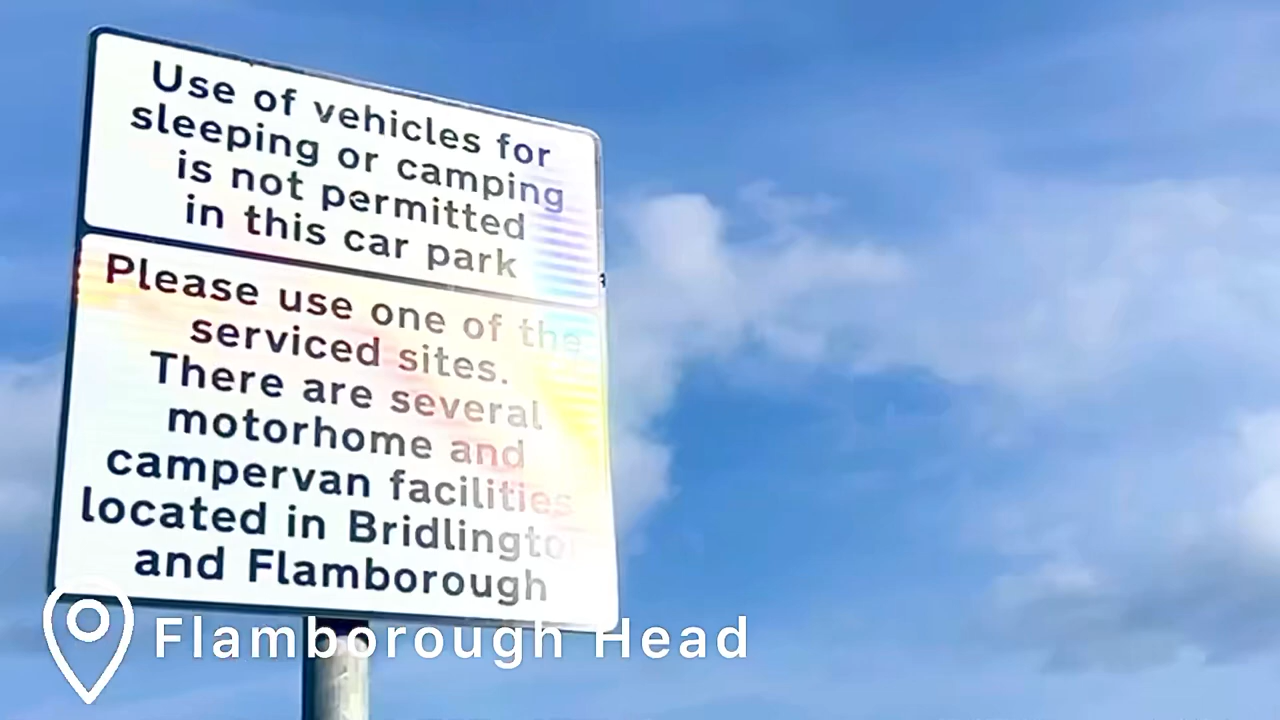 Use of vehicles for
sleeping or camping
is not permitted
in this car park
Please use one of the
serviced sites.
There are several
motorhome and
campervan facilities
located in Bridlington
and Flamborough
Flamborough Head